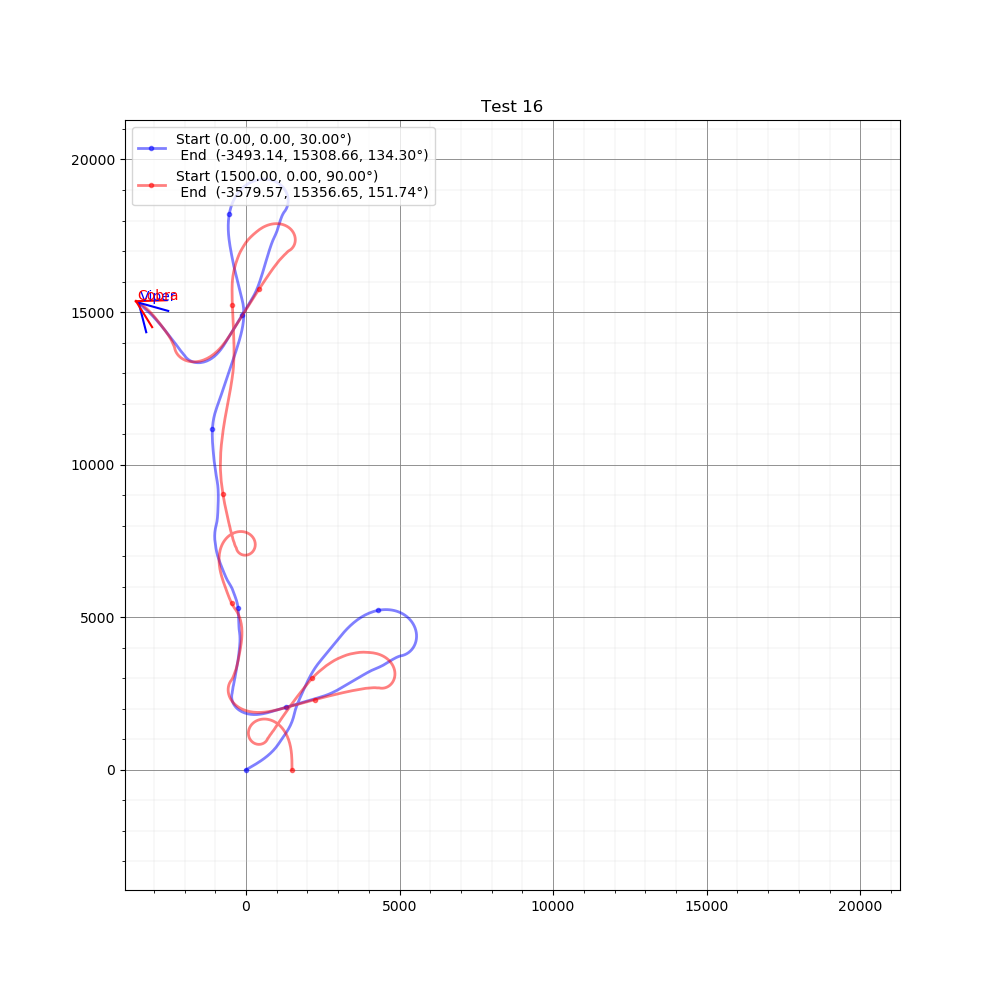 Test 16
Start (0.00, 0.00, 30.00°)
End  (-3493.14, 15308.66, 134.30°)
Start (1500.00, 0.00, 90.00°)
End  (-3579.57, 15356.65, 151.74°)
20000
15000
10000
5000
0
Viper
Cobra
0
5000
10000
15000
20000